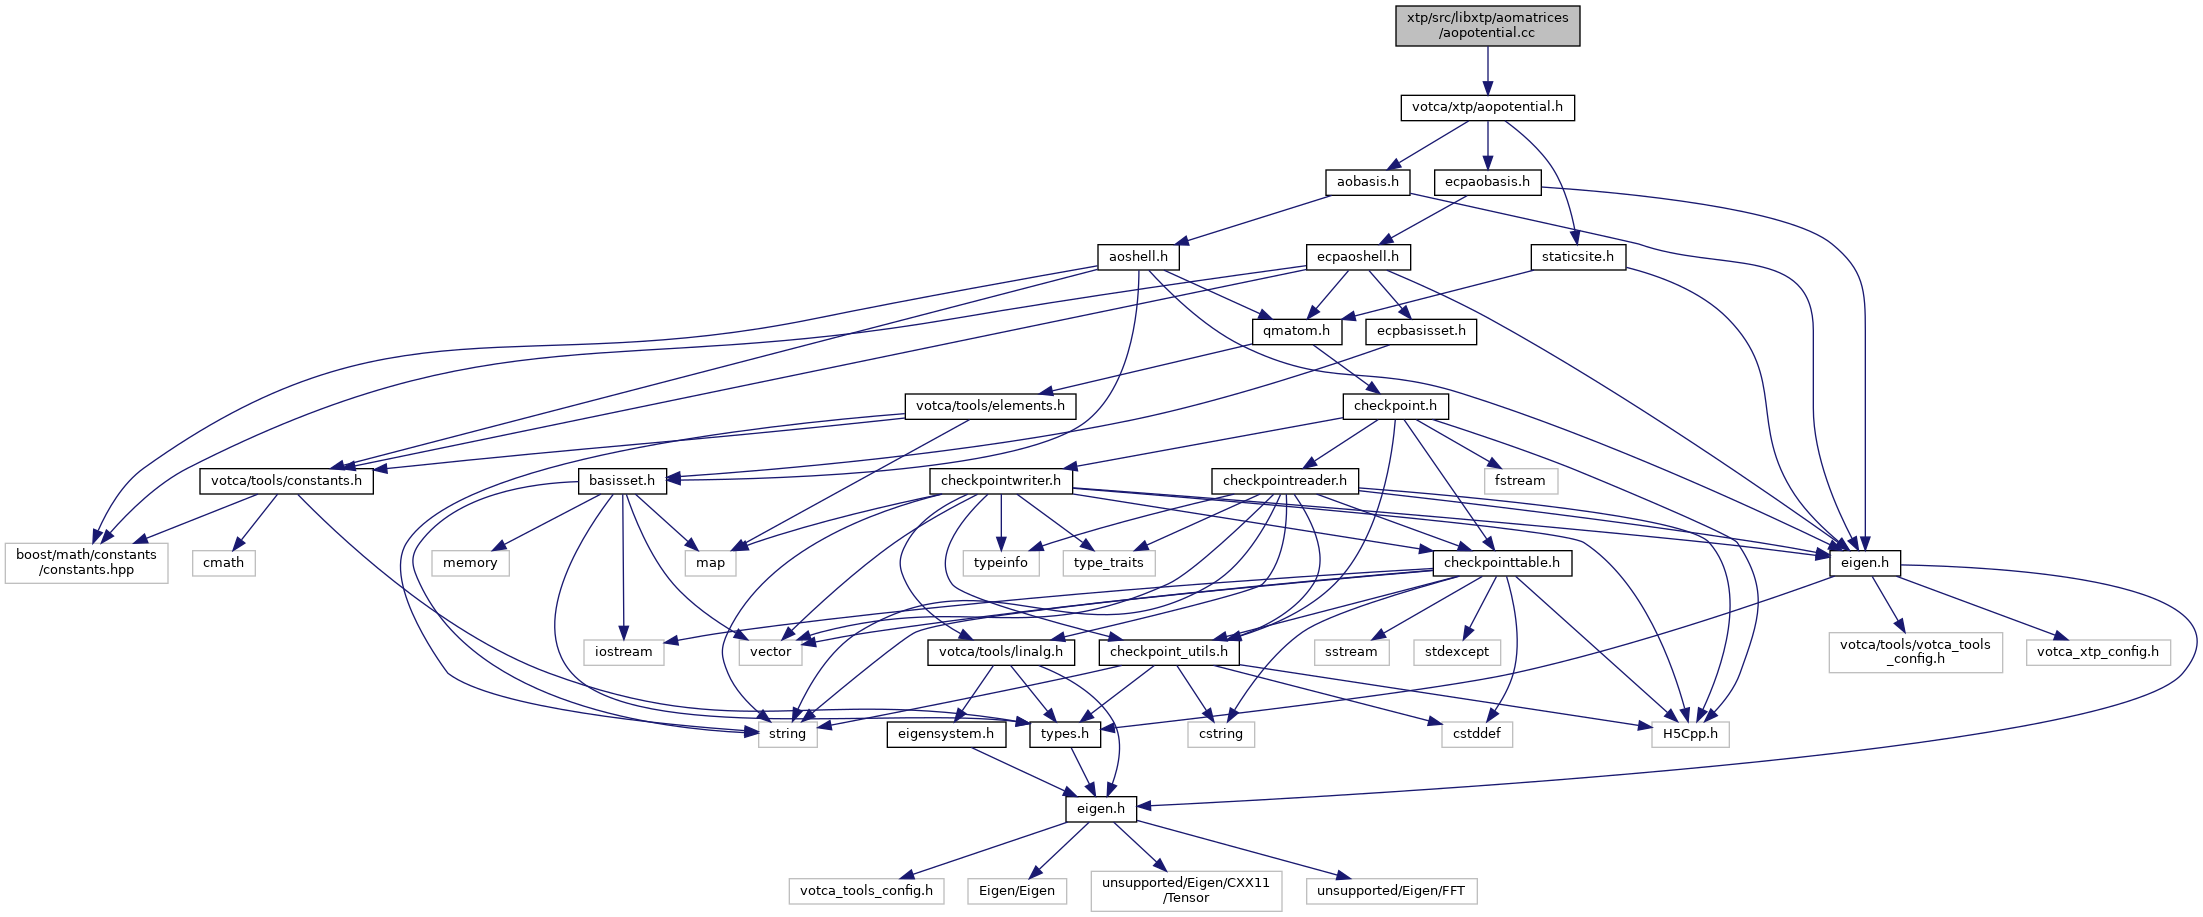 xtp/src/libxtp/aomatrices
/aopotential.cc
votca/xtp/aopotential.h
aobasis.h
ecpaobasis.h
aoshell.h
ecpaoshell.h
staticsite.h
qmatom.h
ecpbasisset.h
votca/tools/elements.h
checkpoint.h
votca/tools/constants.h
basisset.h
checkpointwriter.h
checkpointreader.h
fstream
boost/math/constants
/constants.hpp
cmath
memory
map
typeinfo
type_traits
checkpointtable.h
eigen.h
iostream
vector
votca/tools/linalg.h
checkpoint_utils.h
sstream
stdexcept
votca/tools/votca_tools
_config.h
votca_xtp_config.h
string
eigensystem.h
types.h
cstring
cstddef
H5Cpp.h
eigen.h
votca_tools_config.h
Eigen/Eigen
unsupported/Eigen/CXX11
/Tensor
unsupported/Eigen/FFT